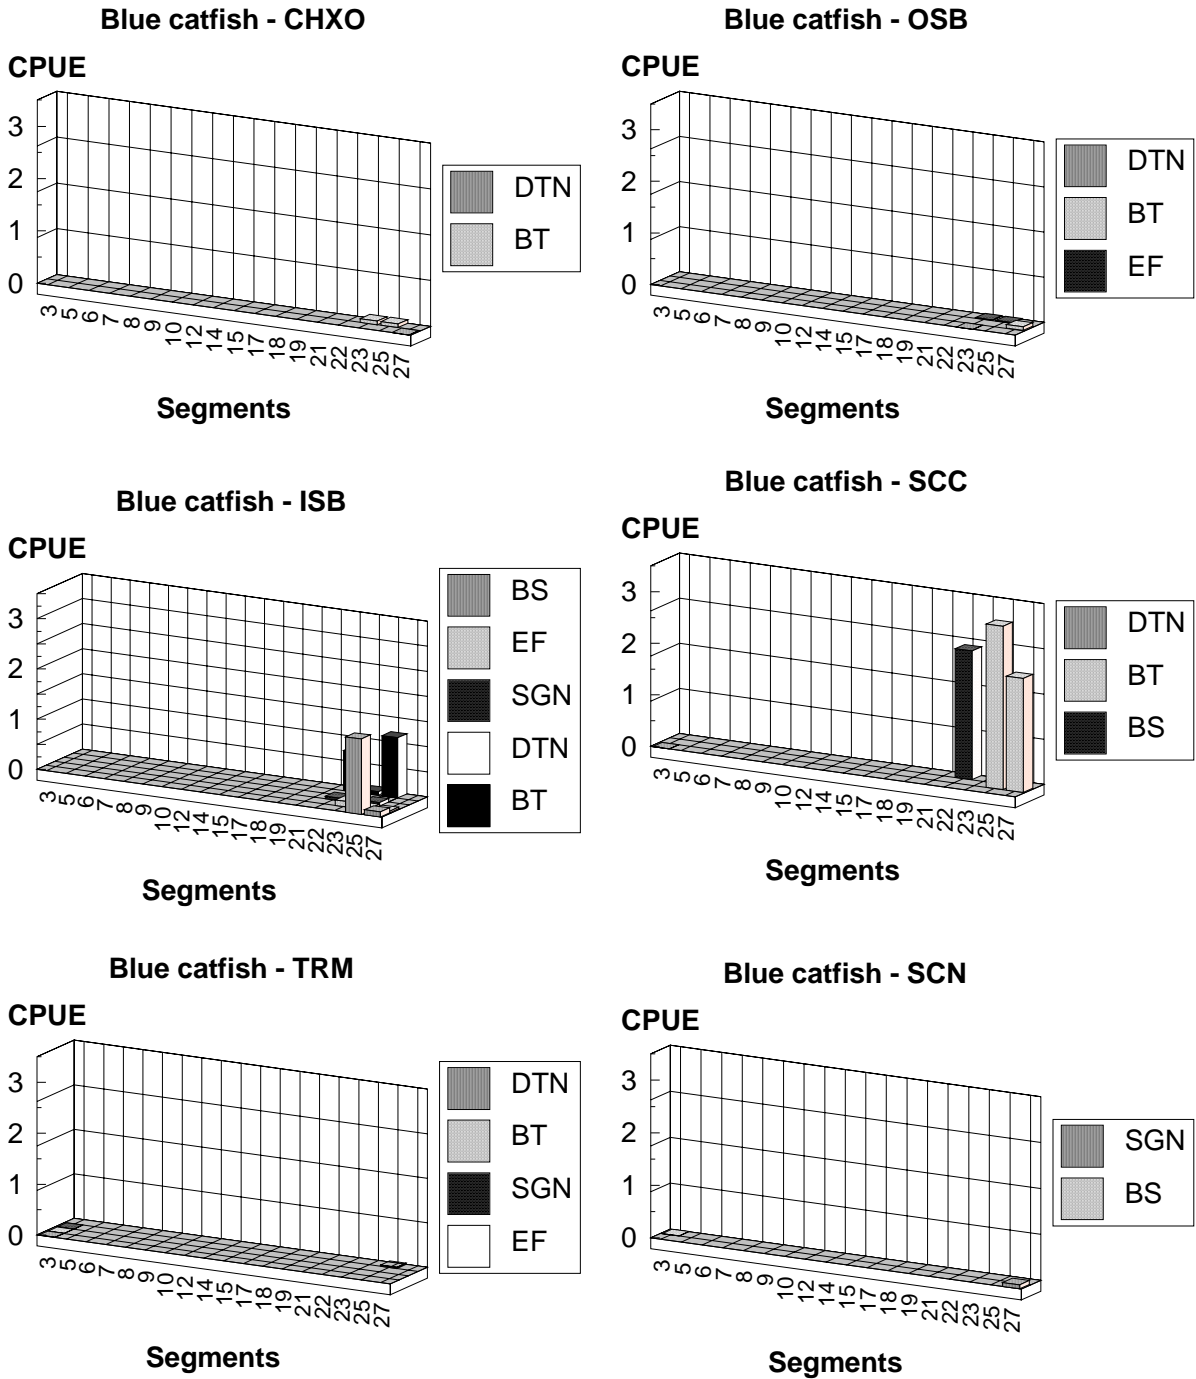 Blue catfish - CHXO
CPUE
3
2
1
0
3 5 6 7 8 9 10 12 14 15 17 18 19 21 22 23 25 27
Segments
DTN
BT
Blue catfish - OSB
CPUE
3
2
1
0
3 5 6 7 8 9 10 12 14 15 17 18 19 21 22 23 25 27
Segments
DTN
BT
EF
Blue catfish - ISB
CPUE
3
2
1
0
3 5 6 7 8 9 10 12 14 15 17 18 19 21 22 23 25 27
Segments
BS
EF
SGN
DTN
BT
Blue catfish - SCC
CPUE
3
2
1
0
3 5 6 7 8 9 10 12 14 15 17 18 19 21 22 23 25 27
Segments
DTN
BT
BS
Blue catfish - TRM
CPUE
3
2
1
0
3 5 6 7 8 9 10 12 14 15 17 18 19 21 22 23 25 27
Segments
DTN
BT
SGN
EF
Blue catfish - SCN
CPUE
3
2
1
0
3 5 6 7 8 9 10 12 14 15 17 18 19 21 22 23 25 27
Segments
SGN
BS